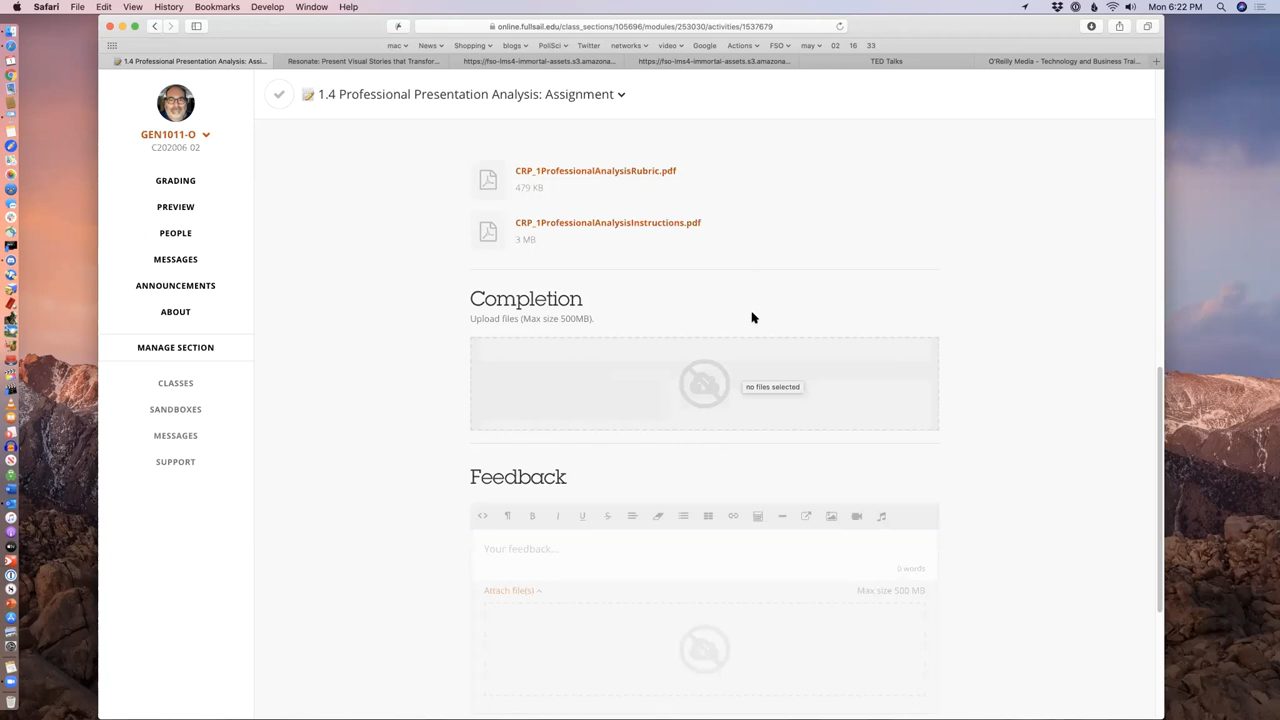 Safari File Edit View History Bookmarks Develop Window Help Mon 6:22 PM
online.fullsail.edu/class_sections/105696/modules/253030/activities/1537679
mac News Shopping blogs PoliSci Twitter networks video Google Actions FSO may 02 16 33
1.4 Professional Presentation Analysis: Assi... Resonate: Present Visual Stories that Transfor... https://fso-lms4-immortal-assets.s3.amazona... https://fso-lms4-immortal-assets.s3.amazona... TED Talks O'Reilly Media - Technology and Business Trai...
1.4 Professional Presentation Analysis: Assignment
GEN1011-O
C202006 02
GRADING
PREVIEW
PEOPLE
MESSAGES
ANNOUNCEMENTS
ABOUT
MANAGE SECTION
CLASSES
SANDBOXES
MESSAGES
SUPPORT
CRP_1ProfessionalAnalysisRubric.pdf
479 KB
CRP_1ProfessionalAnalysisInstructions.pdf
3 MB
Completion
Upload files (Max size 500MB).
no files selected
Feedback
Your feedback...
0 words
Attach file(s) Max size 500 MB